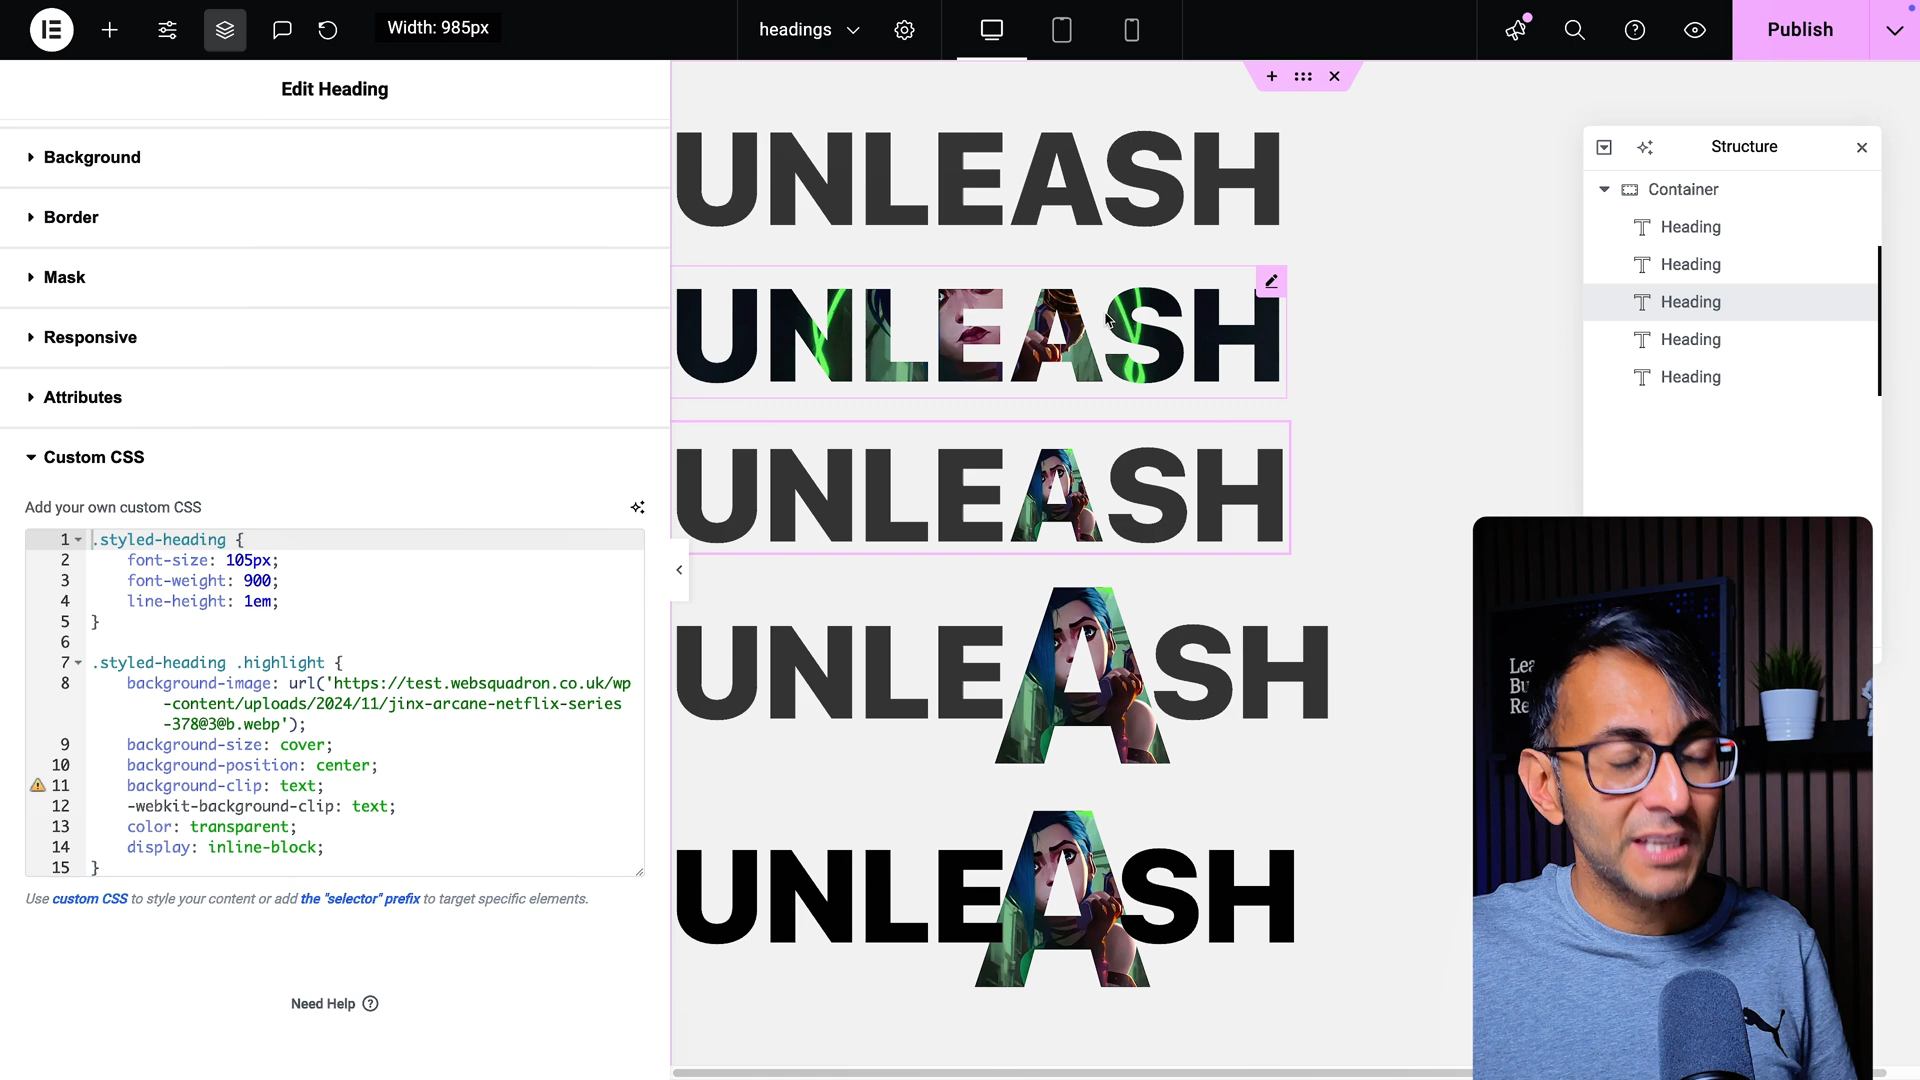 Width: 985px
headings
Publish
Edit Heading
Background
Border
Mask
Responsive
Attributes
Custom CSS
Add your own custom CSS
1 .styled-heading {
2 font-size: 105px;
3 font-weight: 900;
4 line-height: 1em;
5 }
6
7 .styled-heading .highlight {
8 background-image: url('https://test.websquadron.co.uk/wp
-content/uploads/2024/11/jinx-arcane-netflix-series
-378@3@b.webp');
9 background-size: cover;
10 background-position: center;
11 background-clip: text;
12 -webkit-background-clip: text;
13 color: transparent;
14 display: inline-block;
15 }
Use custom CSS to style your content or add the "selector" prefix to target specific elements.
Need Help
UNLEASH
UNLEASH
UNLEASH
UNLEASH
UNLEASH
Structure
Container
Heading
Heading
Heading
Heading
Heading